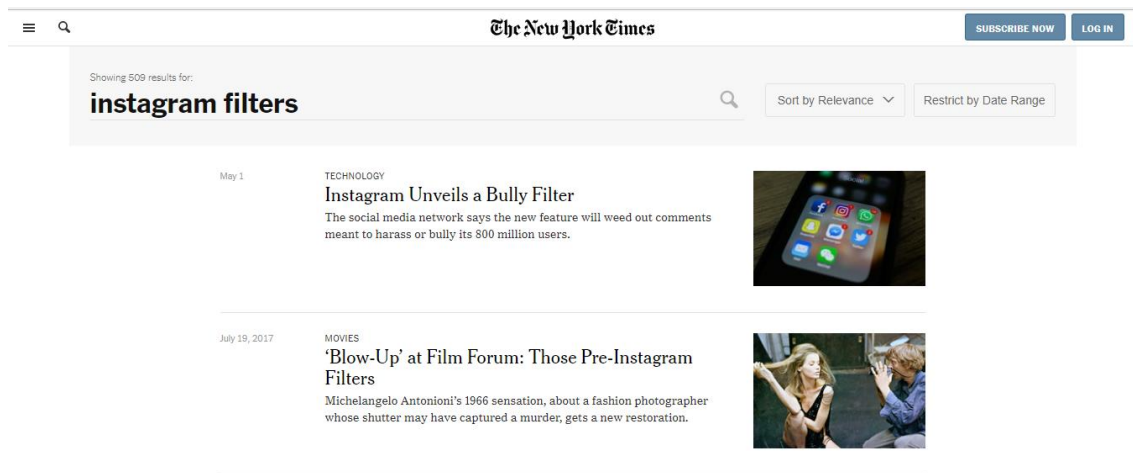 The New York Times
SUBSCRIBE NOW
LOG IN
Showing 509 results for:
instagram filters
Sort by Relevance
Restrict by Date Range
May 1
TECHNOLOGY
Instagram Unveils a Bully Filter
The social media network says the new feature will weed out comments
meant to harass or bully its 800 million users.
July 19, 2017
MOVIES
‘Blow-Up’ at Film Forum: Those Pre-Instagram
Filters
Michelangelo Antonioni’s 1966 sensation, about a fashion photographer
whose shutter may have captured a murder, gets a new restoration.